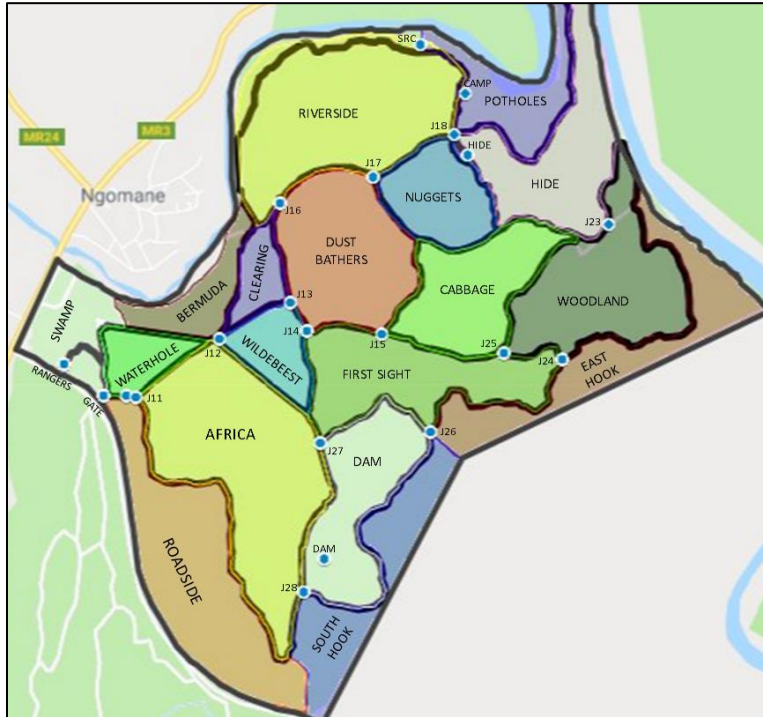 SRC
CAMP
POTHOLES
MR24
MR3
RIVERSIDE
J18
HIDE
J17
Ngomane
NUGGETS
HIDE
J16
J23
DUST
BATHERS
CLEARING
BERMUDA
CABBAGE
WOODLAND
J13
SWAMP
J14
J15
J12
WILDEBEEST
J25
J24
WATERHOLE
FIRST SIGHT
EAST
HOOK
RANGERS
GATE
J11
AFRICA
J26
J27
DAM
ROADSIDE
DAM
J28
SOUTH
HOOK